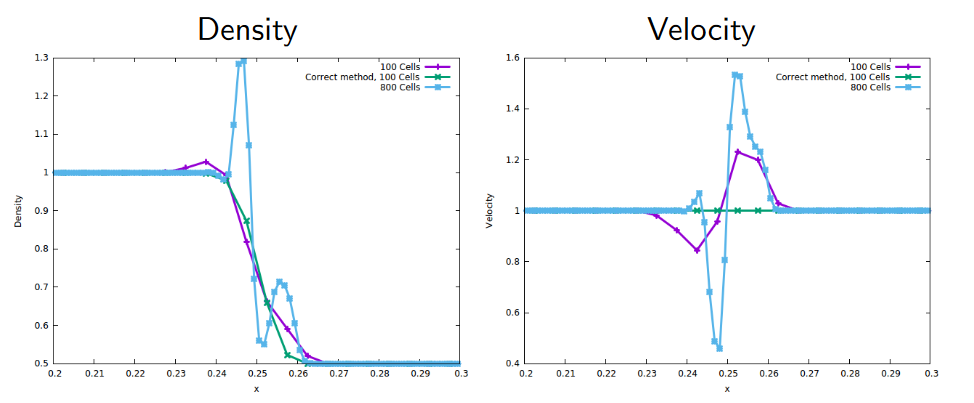 Density
Velocity
1.3
1.2
1.1
1
0.9
0.8
0.7
0.6
0.5
Density
0.2 0.21 0.22 0.23 0.24 0.25 0.26 0.27 0.28 0.29 0.3
x
100 Cells
Correct method, 100 Cells
800 Cells
1.6
1.4
1.2
1
0.8
0.6
0.4
Velocity
0.2 0.21 0.22 0.23 0.24 0.25 0.26 0.27 0.28 0.29 0.3
x
100 Cells
Correct method, 100 Cells
800 Cells